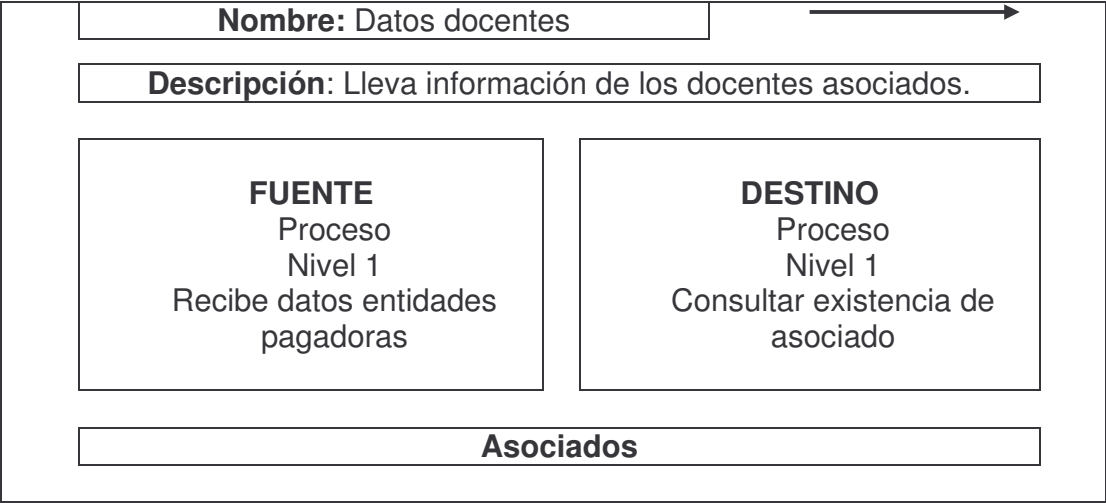 Nombre: Datos docentes
Descripción: Lleva información de los docentes asociados.
FUENTE
Proceso
Nivel 1
Recibe datos entidades
pagadoras
DESTINO
Proceso
Nivel 1
Consultar existencia de
asociado
Asociados